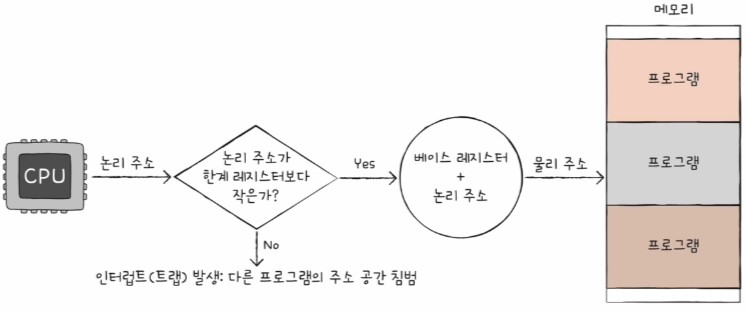 메모리
프로그램
CPU
논리 주소
논리 주소가
한계 레지스터보다
작은가?
Yes
베이스 레지스터
+
논리 주소
물리 주소
프로그램
No
프로그램
인터럽트(트랩) 발생: 다른 프로그램의 주소 공간 침범